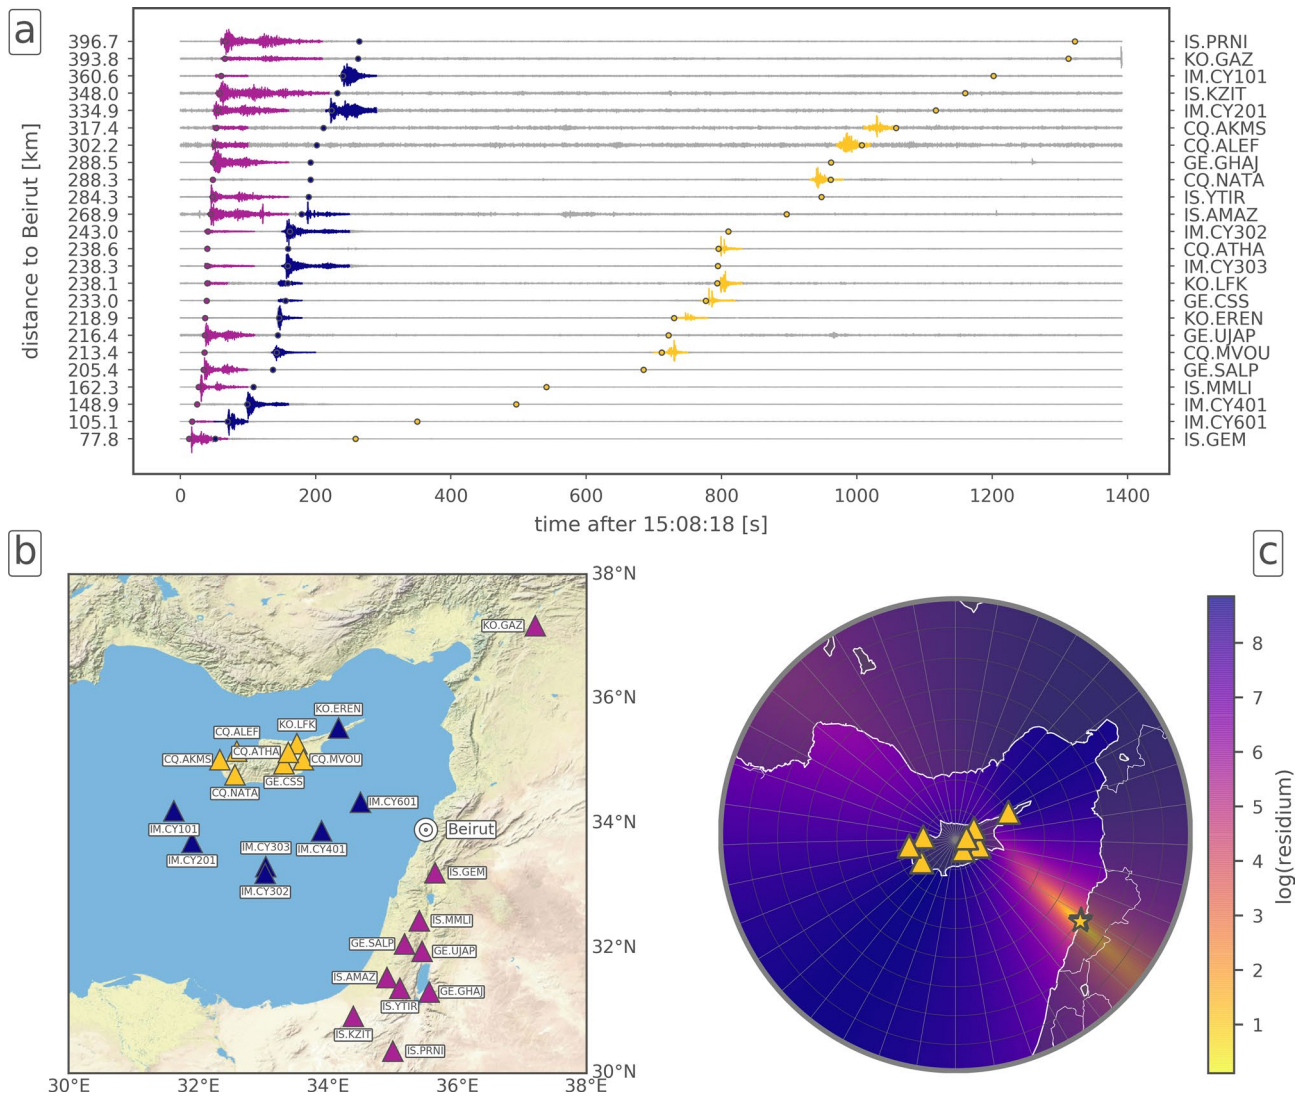 a
distance to Beirut [km]
396.7 IS.PRNI
393.8 KO.GAZ
360.6 IM.CY101
348.0 IS.KZIT
334.9 IM.CY201
317.4 CQ.AKMS
302.2 CQ.ALEF
288.5 GE.GHAJ
288.3 CQ.NATA
284.3 IS.YTIR
268.9 IS.AMAZ
243.0 IM.CY302
238.6 CQ.ATHA
238.3 IM.CY303
238.1 KO.LFK
233.0 GE.CSS
218.9 KO.EREN
216.4 GE.UJAP
213.4 CQ.MVOU
205.4 GE.SALP
162.3 IS.MMLI
148.9 IM.CY401
105.1 IM.CY601
77.8 IS.GEM
0 200 400 600 800 1000 1200 1400
time after 15:08:18 [s]
b
38°N
KO.GAZ
36°N
KO.EREN
KO.LFK
CQ.ALEF
CQ.ATHA
CQ.AKMS
CQ.MVOU
GE.CSS
CQ.NATA
IM.CY601
IM.CY101
34°N
Beirut
IM.CY303
IM.CY401
IM.CY201
IM.CY302
IS.GEM
IS.MMLI
GE.SALP
GE.UJAP
32°N
IS.AMAZ
GE.GHAJ
IS.YTIR
IS.KZIT
IS.PRNI
30°N
30°E 32°E 34°E 36°E 38°E
c
8
7
6
5
4
3
2
1
log(residium)